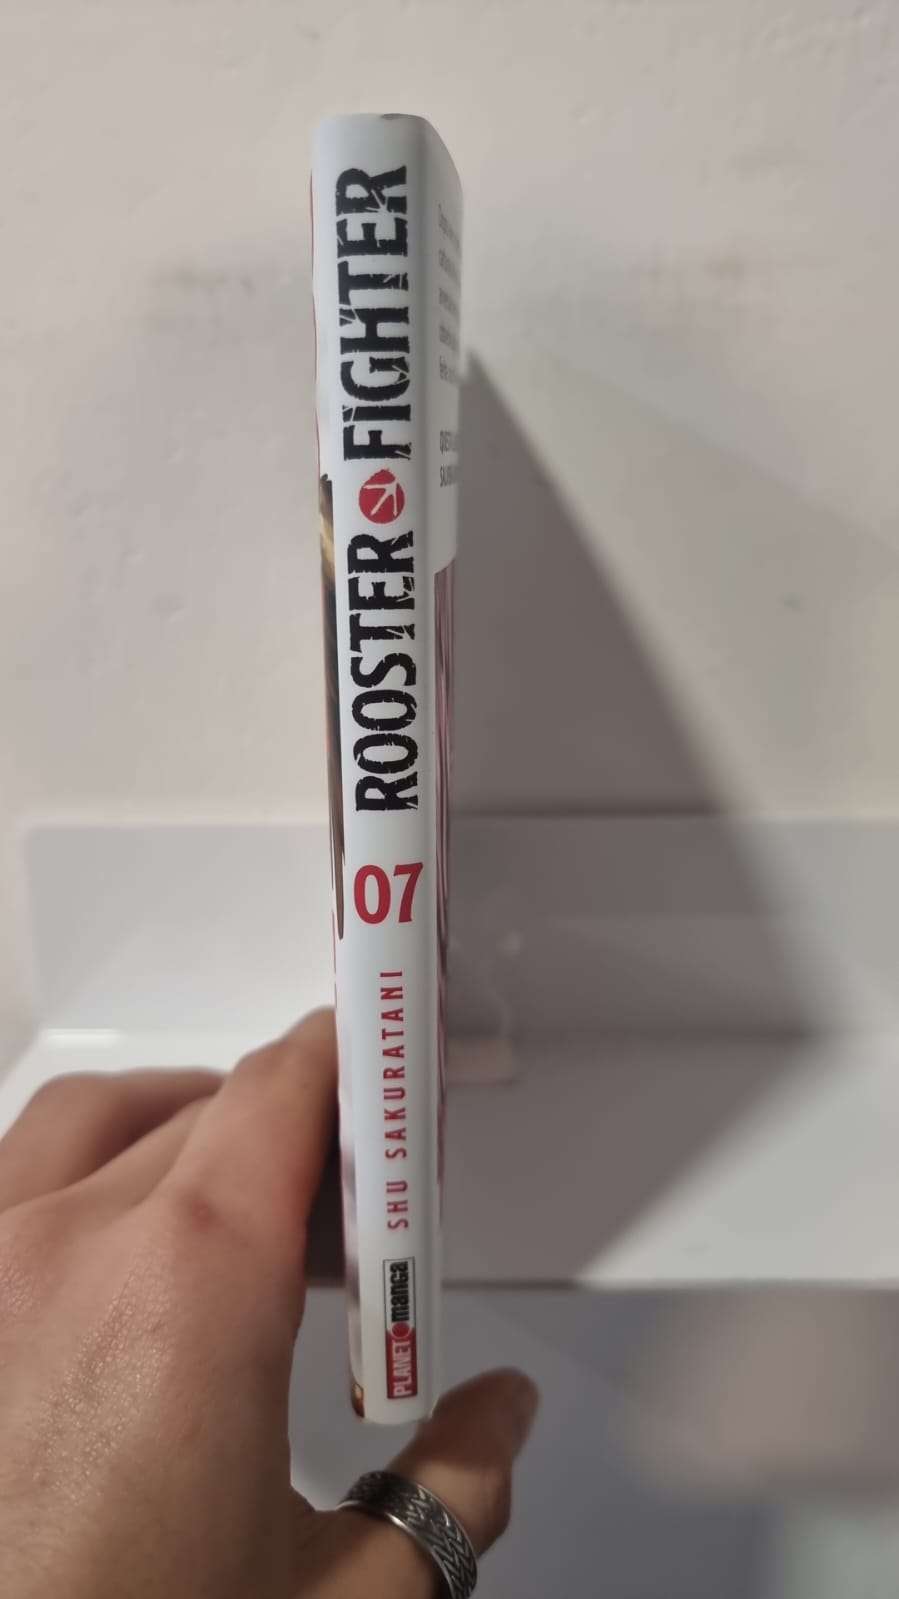 ROOSTER FIGHTER
07
SHU SAKURATANI
PLANET manga